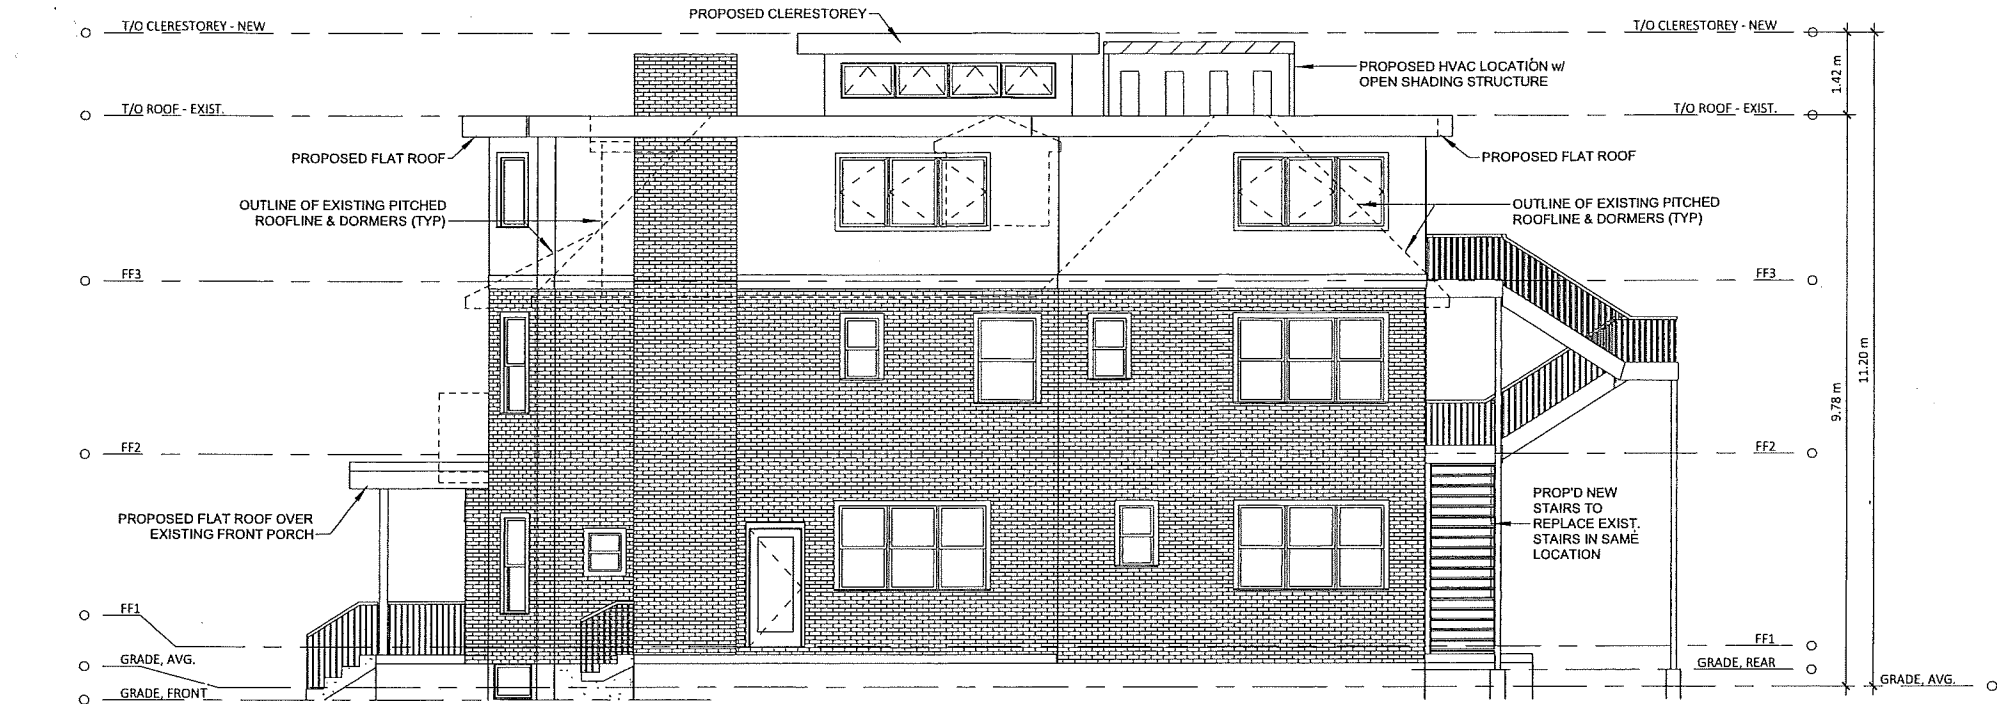 PROPOSED CLERESTOREY
T/O CLERESTOREY - NEW
T/O CLERESTOREY - NEW
PROPOSED HVAC LOCATION w/
OPEN SHADING STRUCTURE
1.42 m
T/O ROOF - EXIST.
T/O ROOF - EXIST.
PROPOSED FLAT ROOF
PROPOSED FLAT ROOF
OUTLINE OF EXISTING PITCHED
ROOFLINE & DORMERS (TYP)
OUTLINE OF EXISTING PITCHED
ROOFLINE & DORMERS (TYP)
FF3
FF3
11.20 m
9.78 m
FF2
FF2
PROPOSED FLAT ROOF OVER
EXISTING FRONT PORCH
PROP'D NEW
STAIRS TO
REPLACE EXIST.
STAIRS IN SAME
LOCATION
FF1
FF1
GRADE, AVG.
GRADE, REAR
GRADE, FRONT
GRADE, AVG.